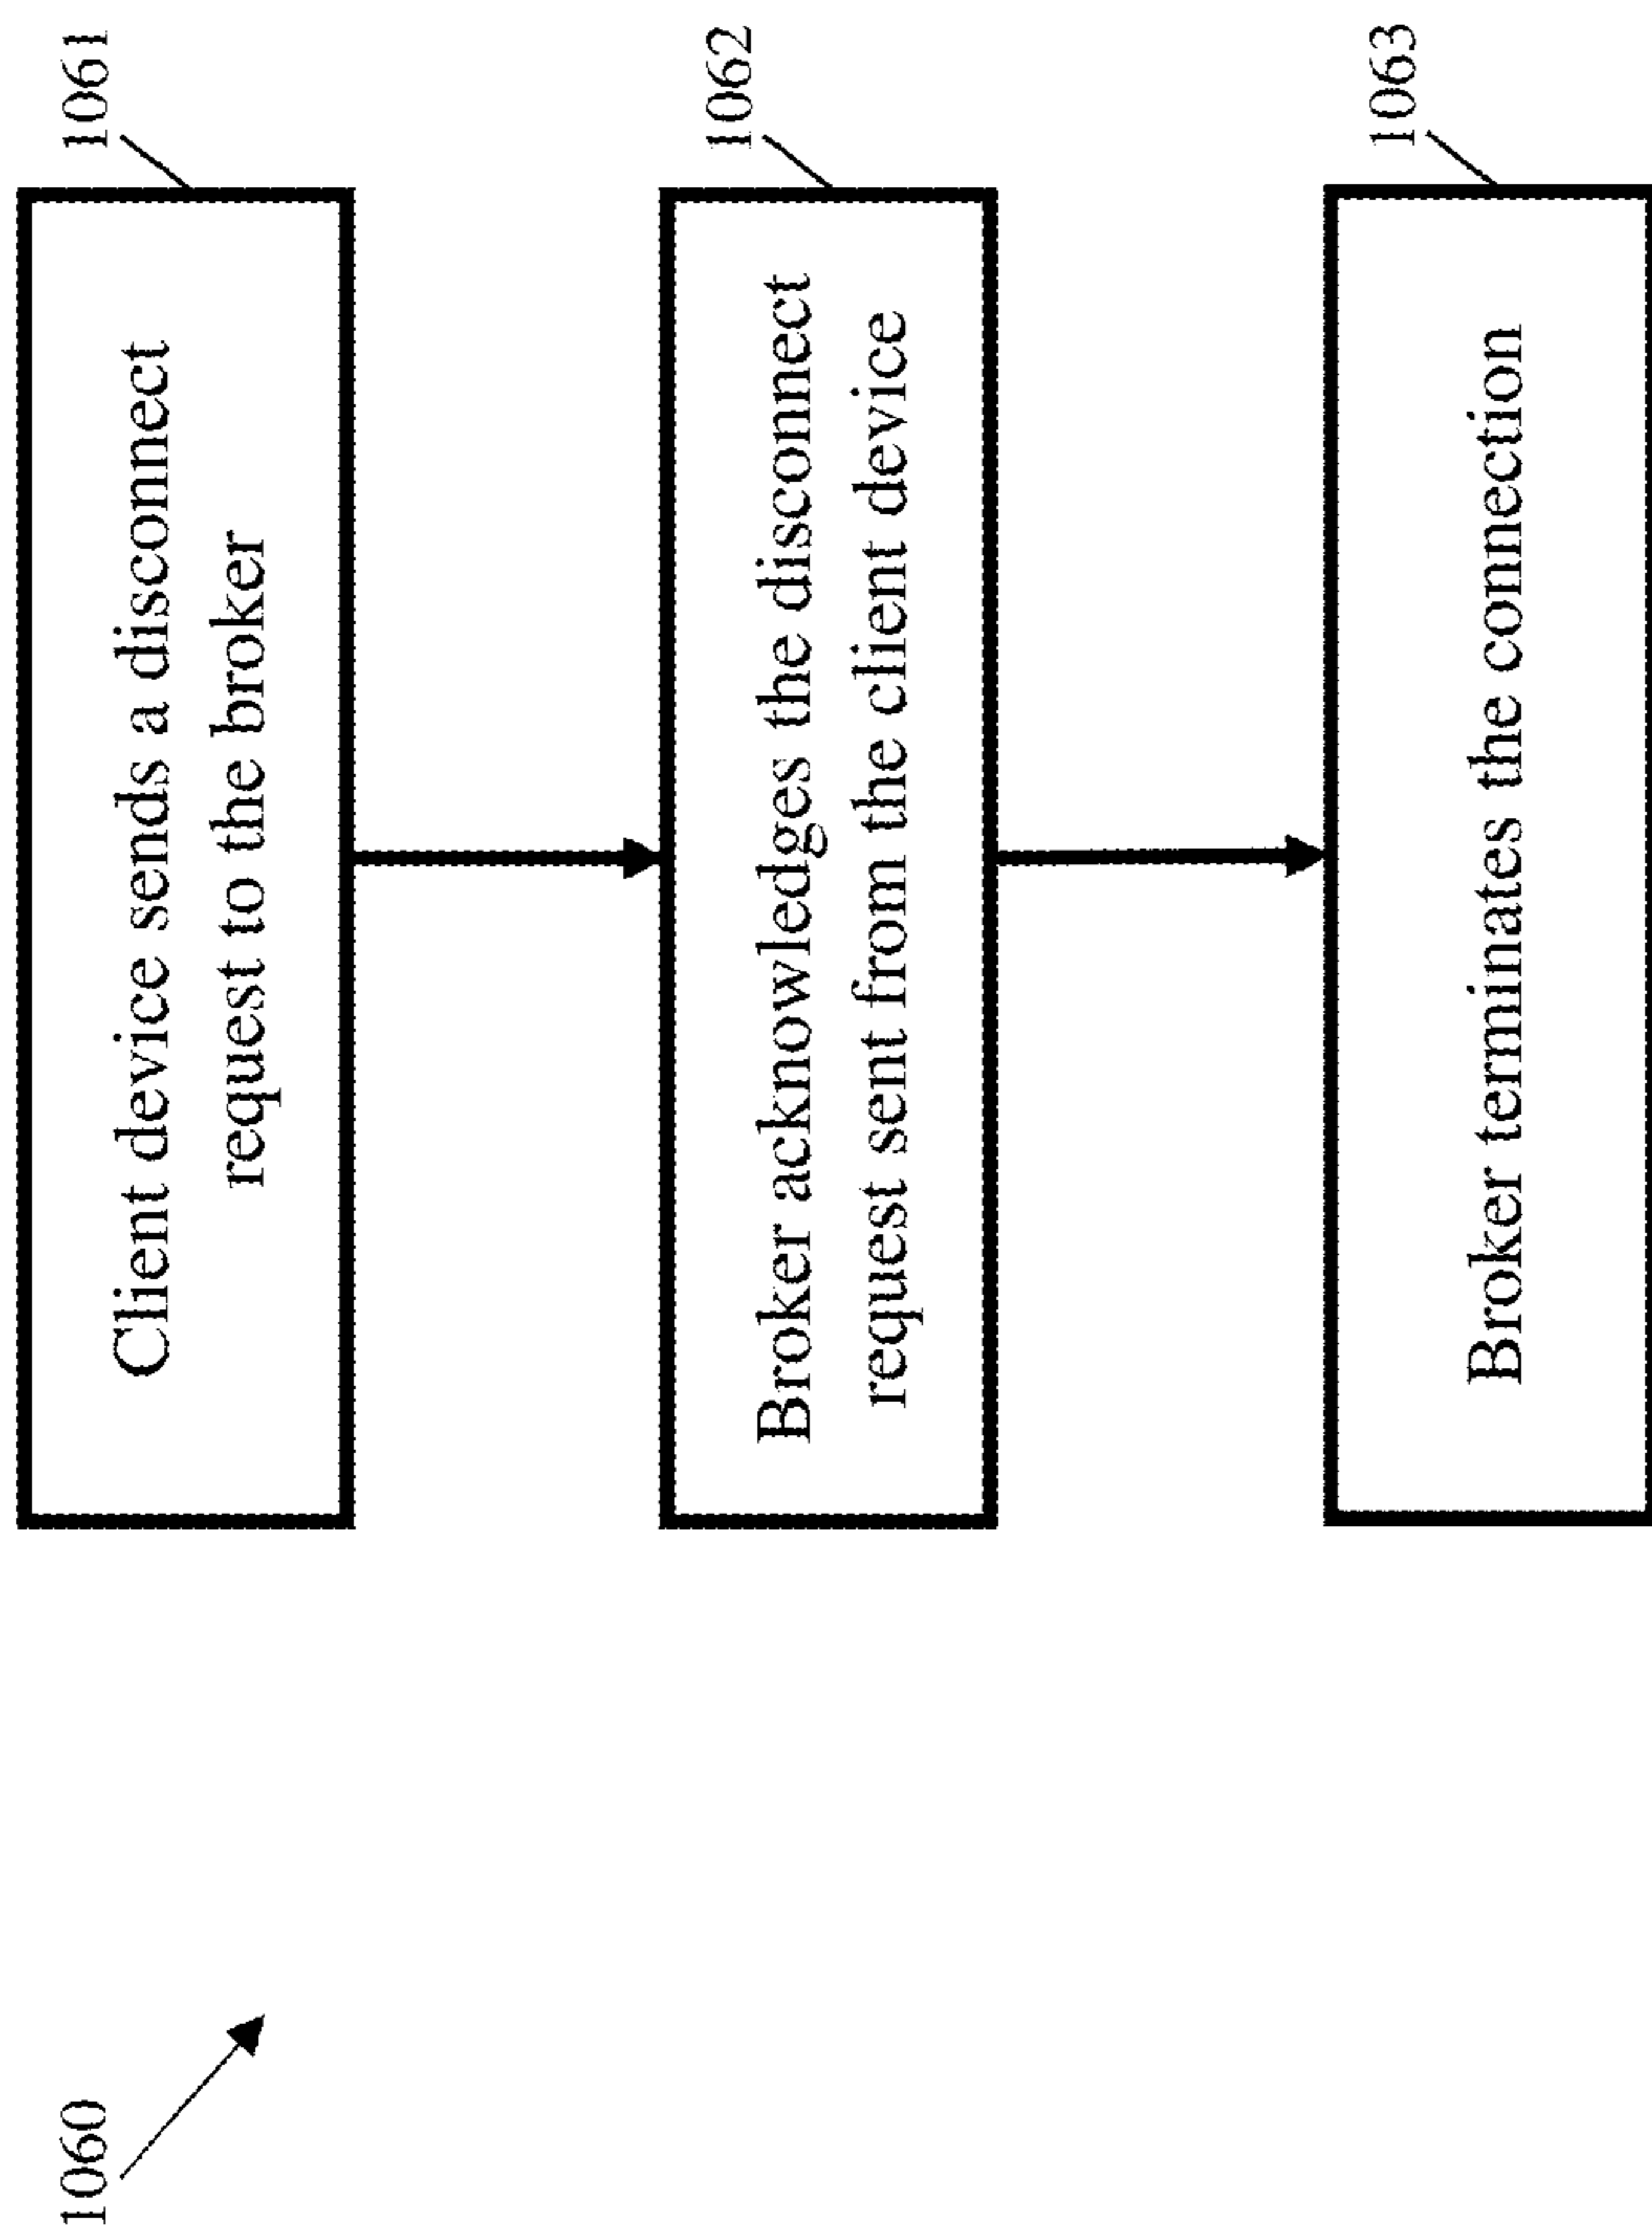 1060
1061
Client device sends a disconnect
request to the broker
1062
Broker acknowledges the disconnect
request sent from the client device
1063
Broker terminates the connection